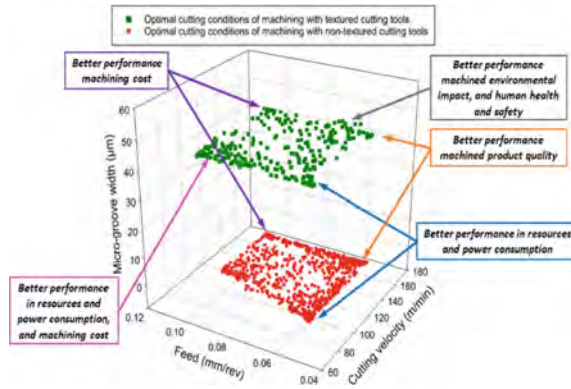 Optimal cutting conditions of machining with textured cutting tools
Optimal cutting conditions of machining with non-textured cutting tools
Better performance
machining cost
Better performance
machined environmental
impact, and human health
and safety
Better performance
machined product quality
Better performance in resources
and power consumption
Better performance
in resources and
power consumption,
and machining cost
Micro-groove width (μm)
60
50
40
30
20
10
0
0.12
0.10
0.08
0.06
0.04
Feed (mm/rev)
60
80
100
120
140
160
180
Cutting velocity (m/min)